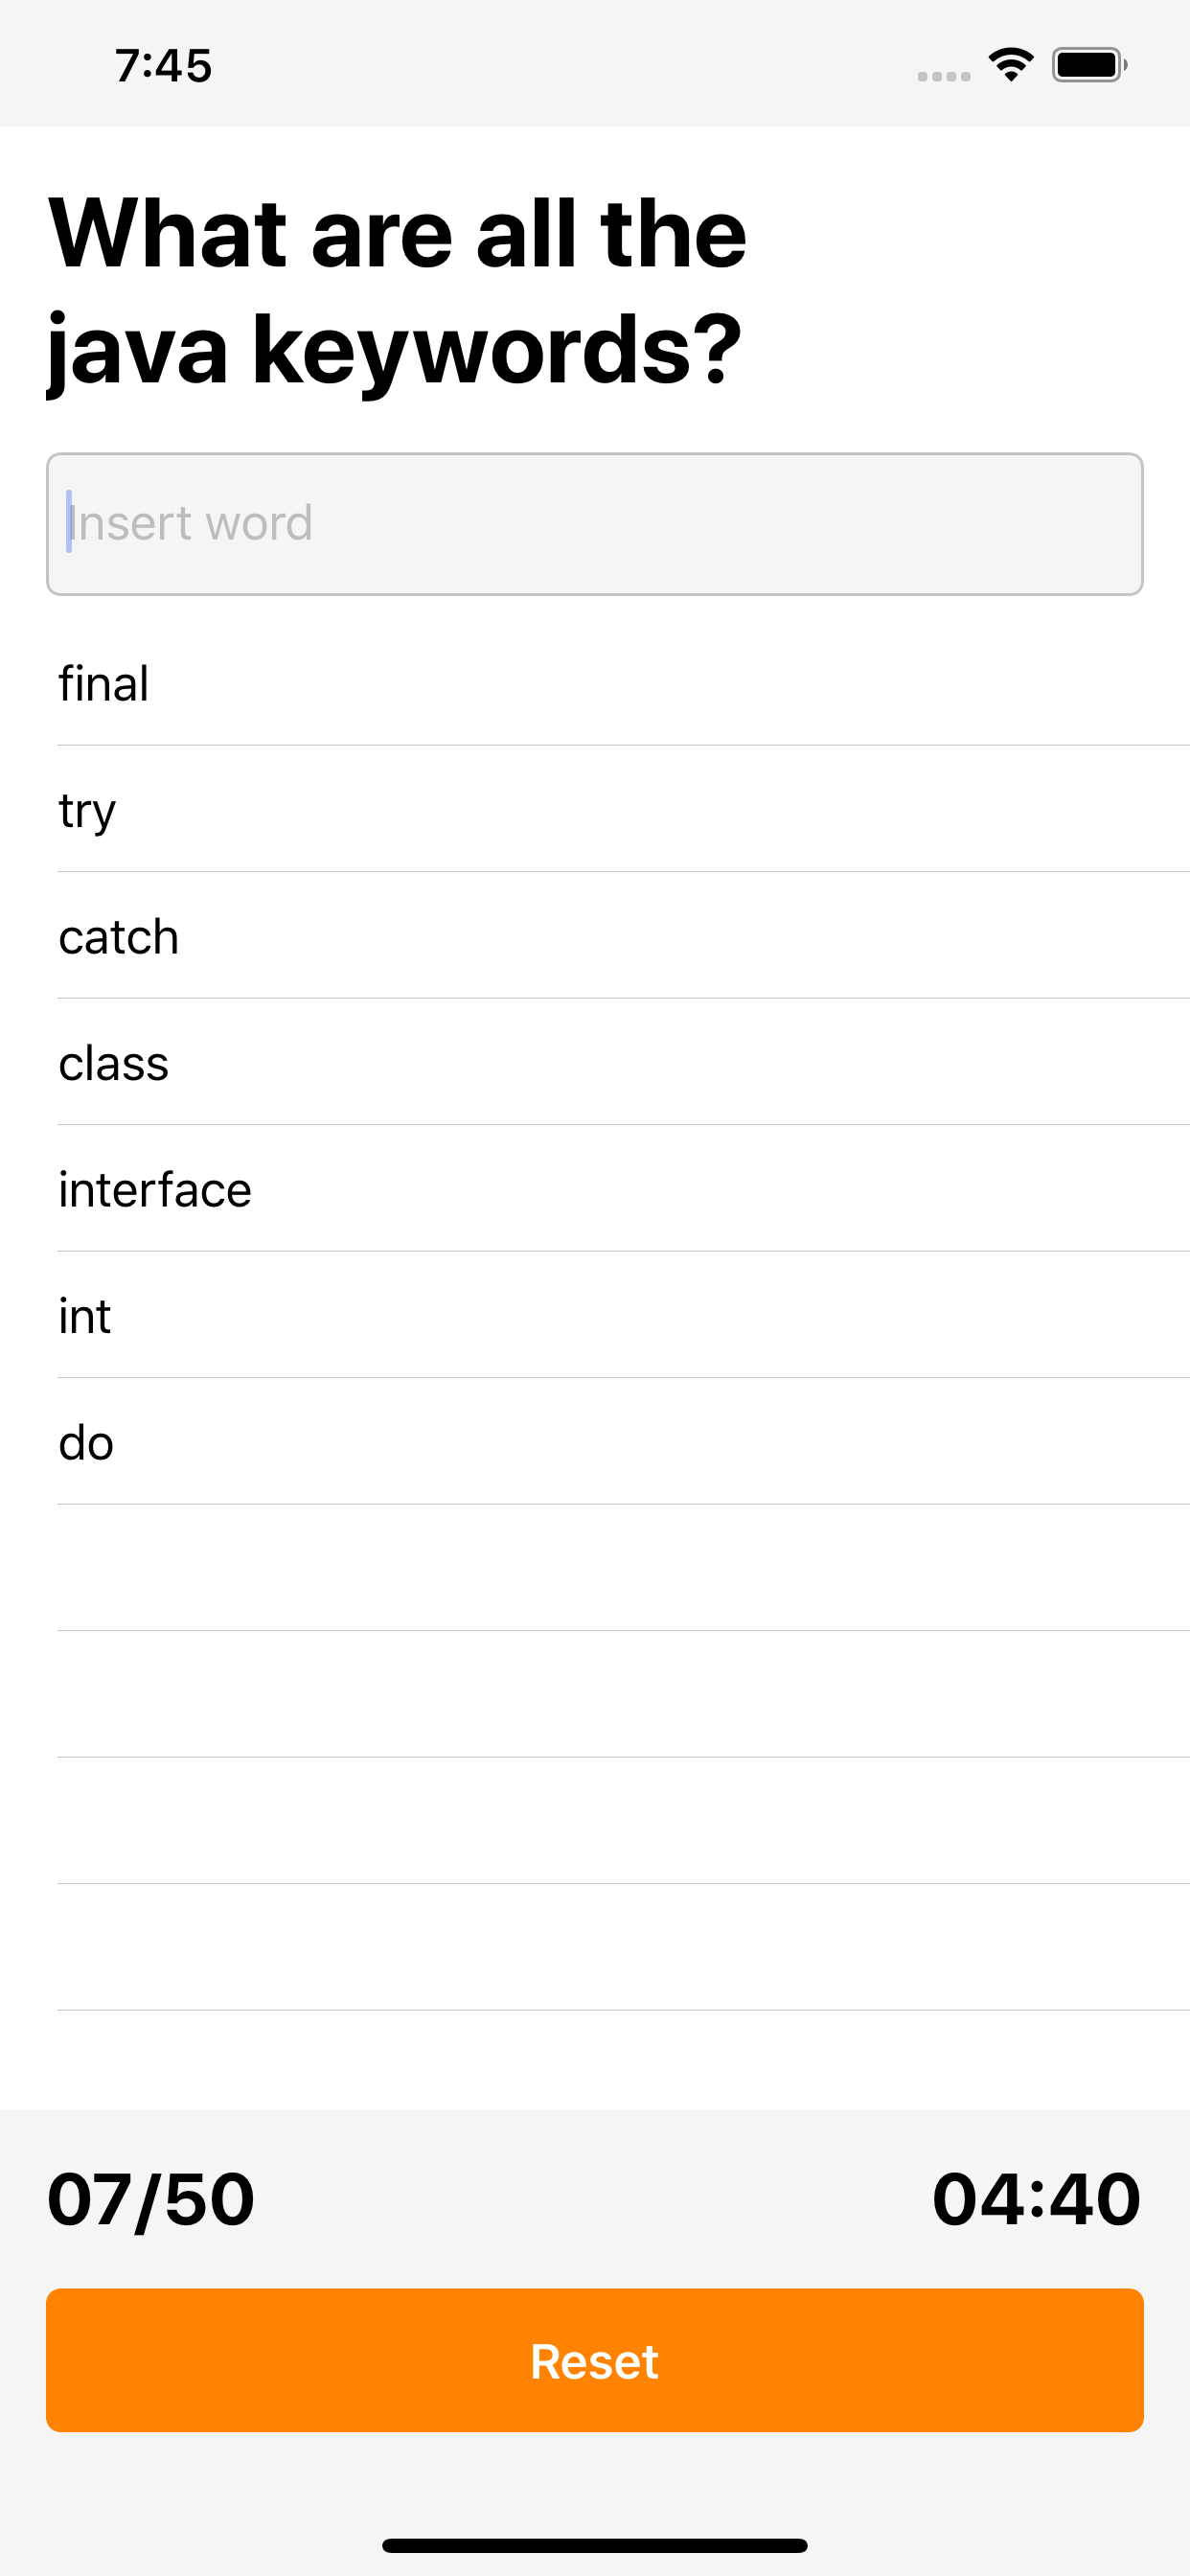 7:45
What are all the
java keywords?
Insert word
final
try
catch
class
interface
int
do
07/50
04:40
Reset